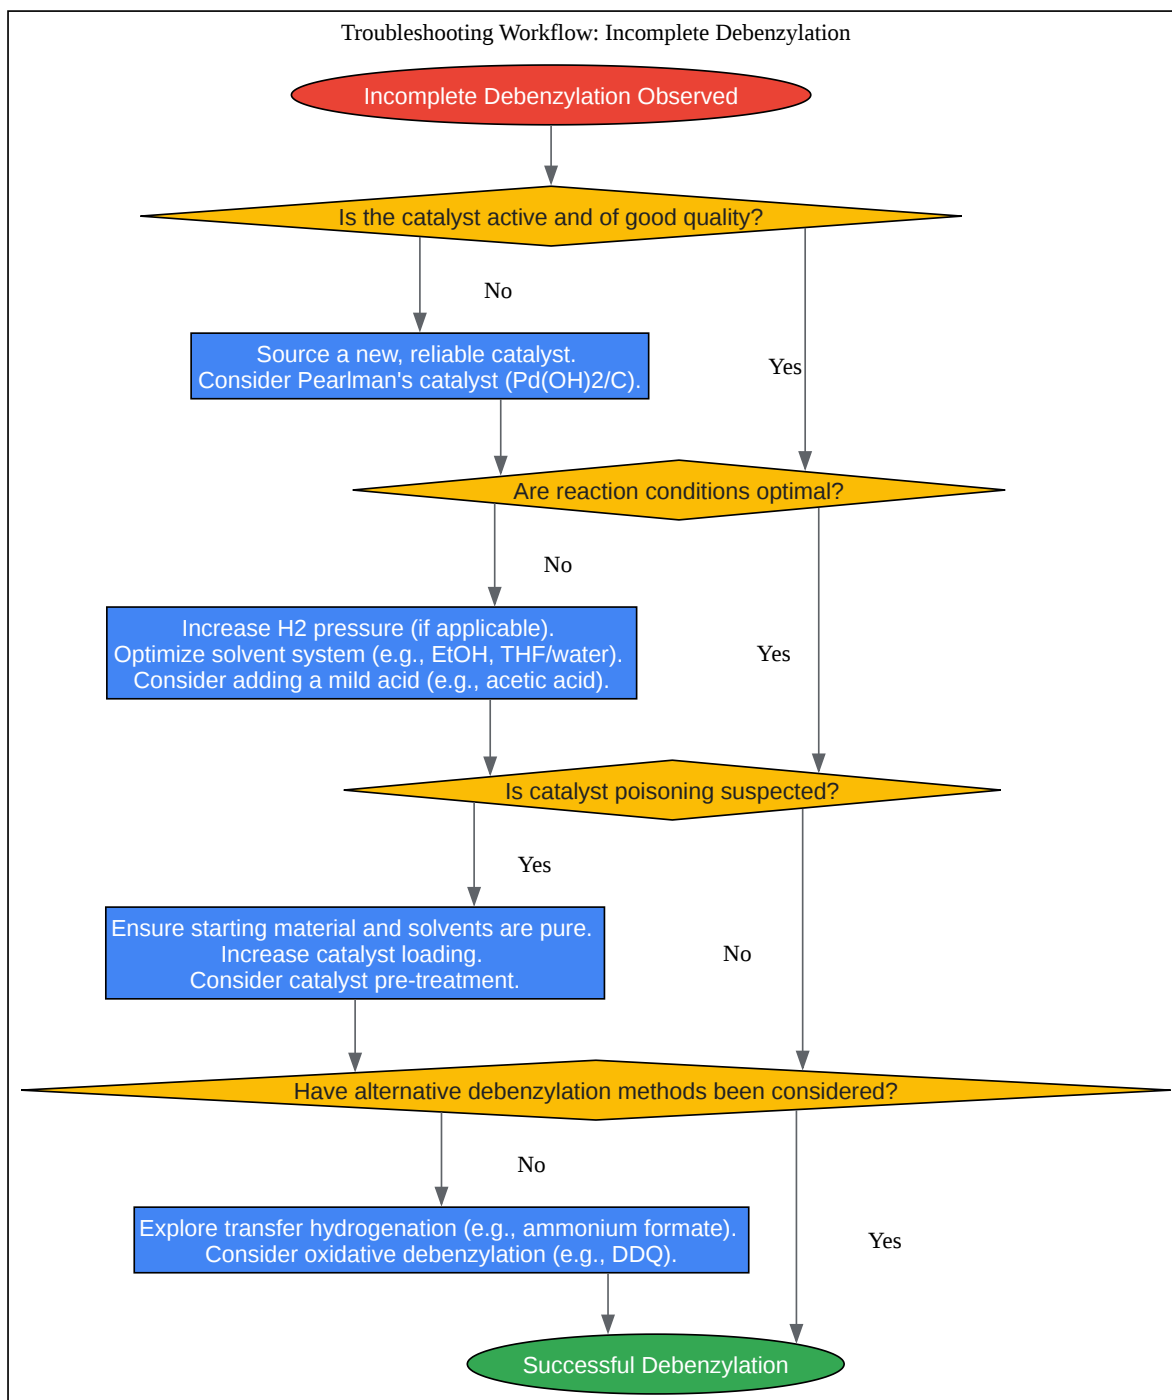 Troubleshooting Workflow: Incomplete Debenzylation
Incomplete Debenzylation Observed
Is the catalyst active and of good quality?
No
Source a new, reliable catalyst.
Consider Pearlman's catalyst (Pd(OH)2/C).
Yes
Are reaction conditions optimal?
No
Increase H2 pressure (if applicable).
Optimize solvent system (e.g., EtOH, THF/water).
Consider adding a mild acid (e.g., acetic acid).
Yes
Is catalyst poisoning suspected?
Yes
Ensure starting material and solvents are pure.
Increase catalyst loading.
Consider catalyst pre-treatment.
No
Have alternative debenzylation methods been considered?
No
Explore transfer hydrogenation (e.g., ammonium formate).
Consider oxidative debenzylation (e.g., DDQ).
Yes
Successful Debenzylation